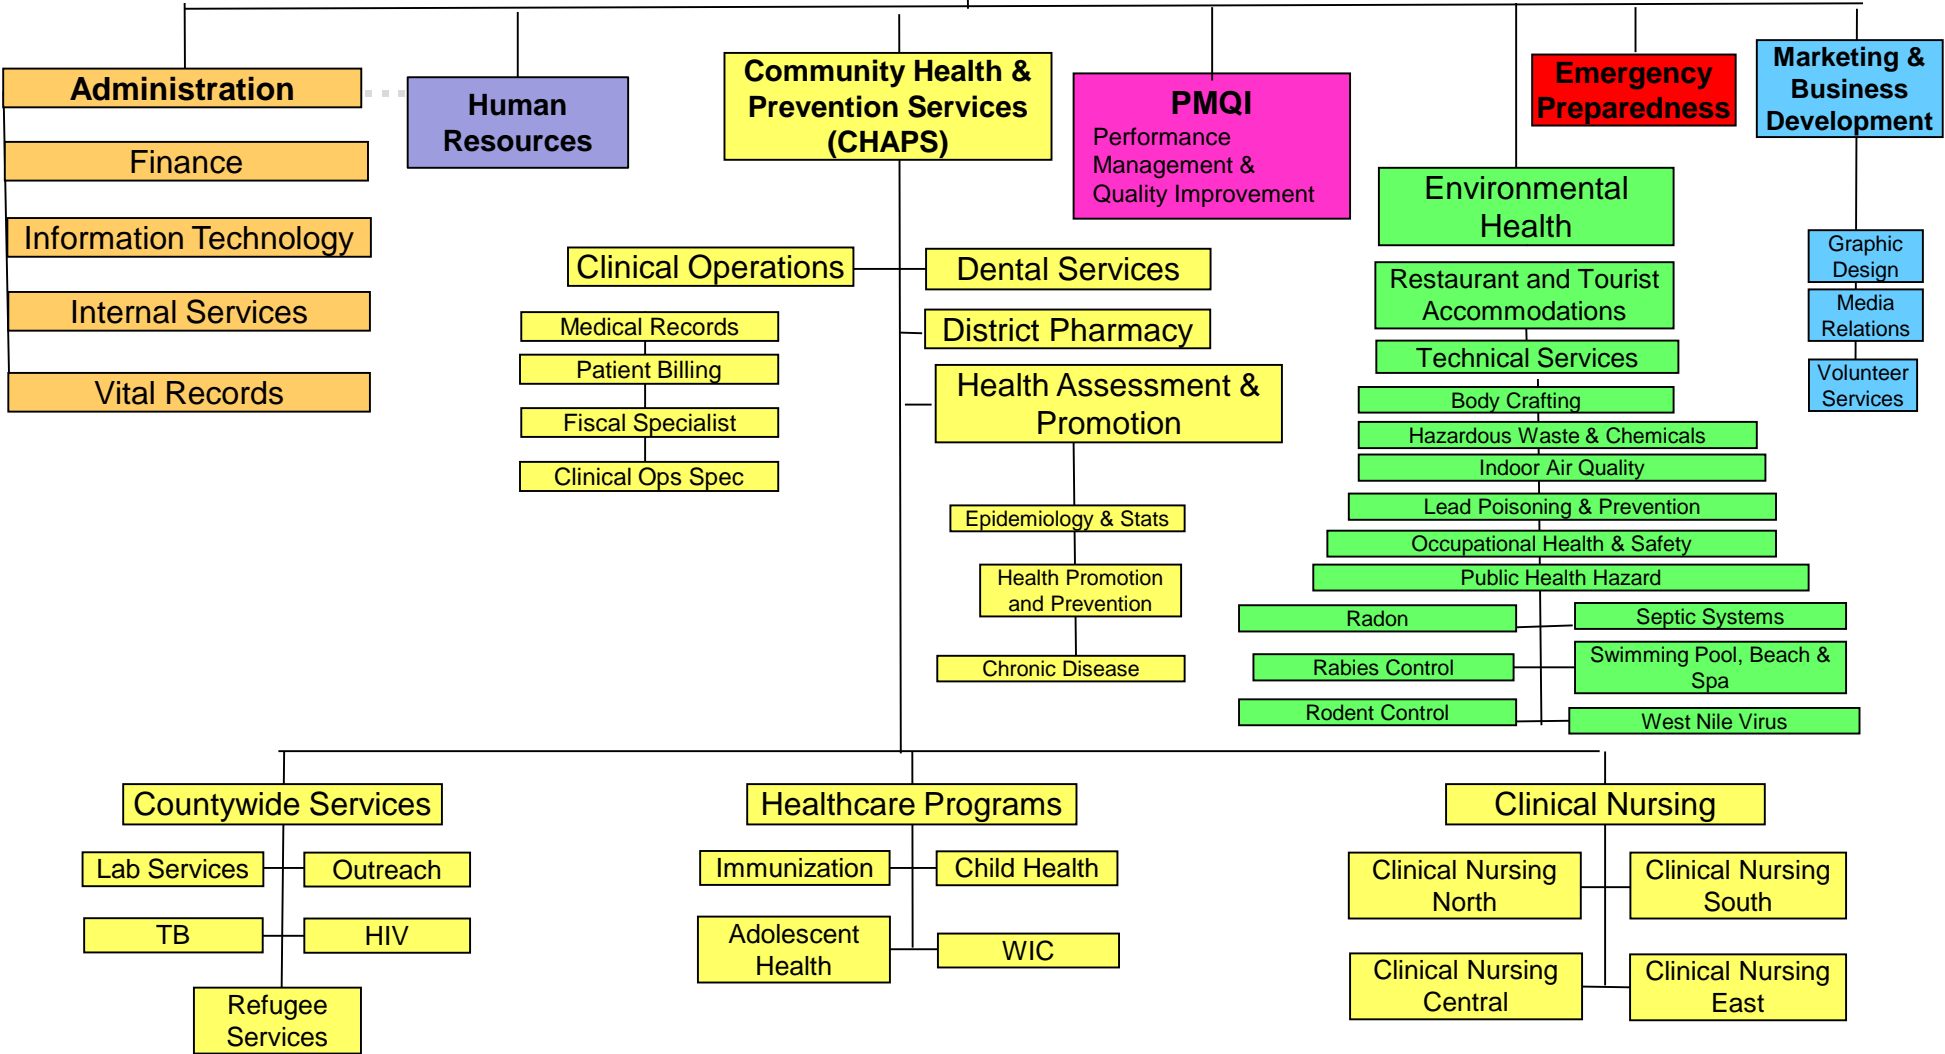 Administration
Finance
Information Technology
Internal Services
Vital Records
Human
Resources
Community Health &
Prevention Services
(CHAPS)
PMQI
Performance
Management &
Quality Improvement
Emergency
Preparedness
Marketing &
Business
Development
Environmental
Health
Graphic
Design
Media
Relations
Volunteer
Services
Clinical Operations
Dental Services
District Pharmacy
Health Assessment &
Promotion
Medical Records
Patient Billing
Fiscal Specialist
Clinical Ops Spec
Epidemiology & Stats
Health Promotion
and Prevention
Chronic Disease
Restaurant and Tourist
Accommodations
Technical Services
Body Crafting
Hazardous Waste & Chemicals
Indoor Air Quality
Lead Poisoning & Prevention
Occupational Health & Safety
Public Health Hazard
Radon
Septic Systems
Rabies Control
Swimming Pool, Beach &
Spa
Rodent Control
West Nile Virus
Countywide Services
Lab Services
Outreach
TB
HIV
Refugee
Services
Healthcare Programs
Immunization
Child Health
Adolescent
Health
WIC
Clinical Nursing
Clinical Nursing
North
Clinical Nursing
South
Clinical Nursing
Central
Clinical Nursing
East